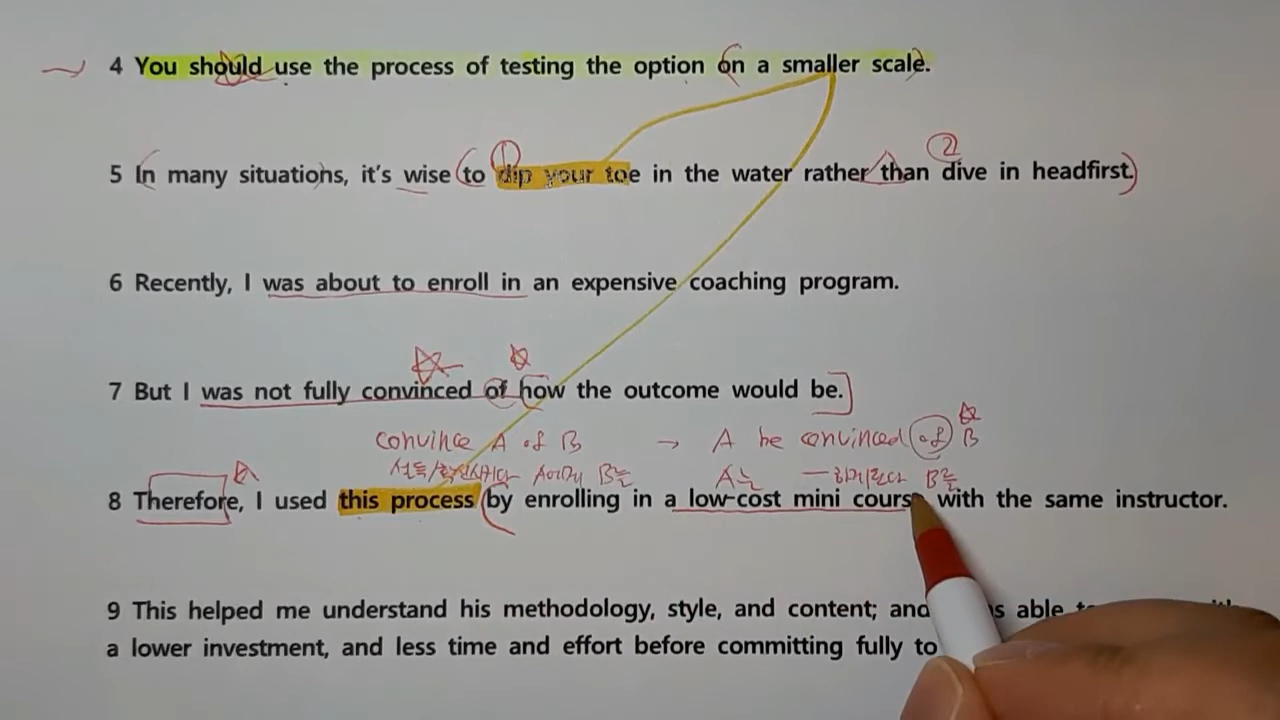 4 You should use the process of testing the option on a smaller scale.
①
②
5 In many situations, it's wise to dip your toe in the water rather than dive in headfirst.
6 Recently, I was about to enroll in an expensive coaching program.
7 But I was not fully convinced of how the outcome would be.
convince A of B → A be convinced of B
설득/확신시키다 A에게 B를 A는 B를
8 Therefore, I used this process by enrolling in a low-cost mini course with the same instructor.
9 This helped me understand his methodology, style, and content; and able
a lower investment, and less time and effort before committing fully to